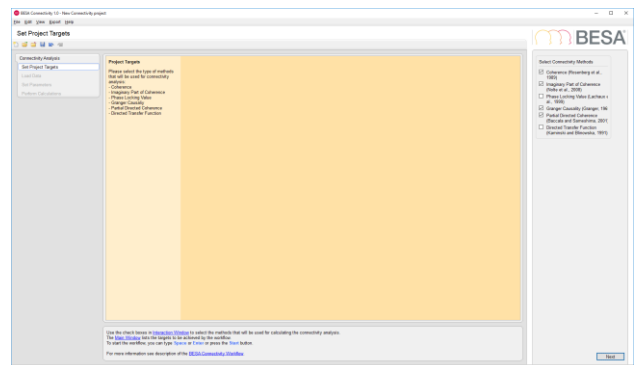 BESA Connectivity 1.0 - New Connectivity project
File Edit View Export Help
Set Project Targets
BESA
Connectivity Analysis
Set Project Targets
Load Data
Set Parameters
Perform Calculations
Project Targets
Please select the type of methods
that will be used for connectivity
analysis:
- Coherence
- Imaginary Part of Coherence
- Phase Locking Value
- Granger Causality
- Partial Directed Coherence
- Directed Transfer Function
Select Connectivity Methods
Coherence (Rosenberg et al.,
1989)
Imaginary Part of Coherence
(Nolte et al., 2004)
Phase Locking Value (Lachaux e
al., 1999)
Granger Causality (Granger, 196
Partial Directed Coherence
(Baccala and Sameshima, 2001)
Directed Transfer Function
(Kaminski and Blinowska, 1991)
Use the check boxes in Interaction Window to select the methods that will be used for calculating the connectivity analysis.
The Main Window lists the targets to be achieved by the workflow.
To start the workflow, you can type Space or Enter or press the Next button.
For more information see description of the BESA Connectivity Workflow.
Next